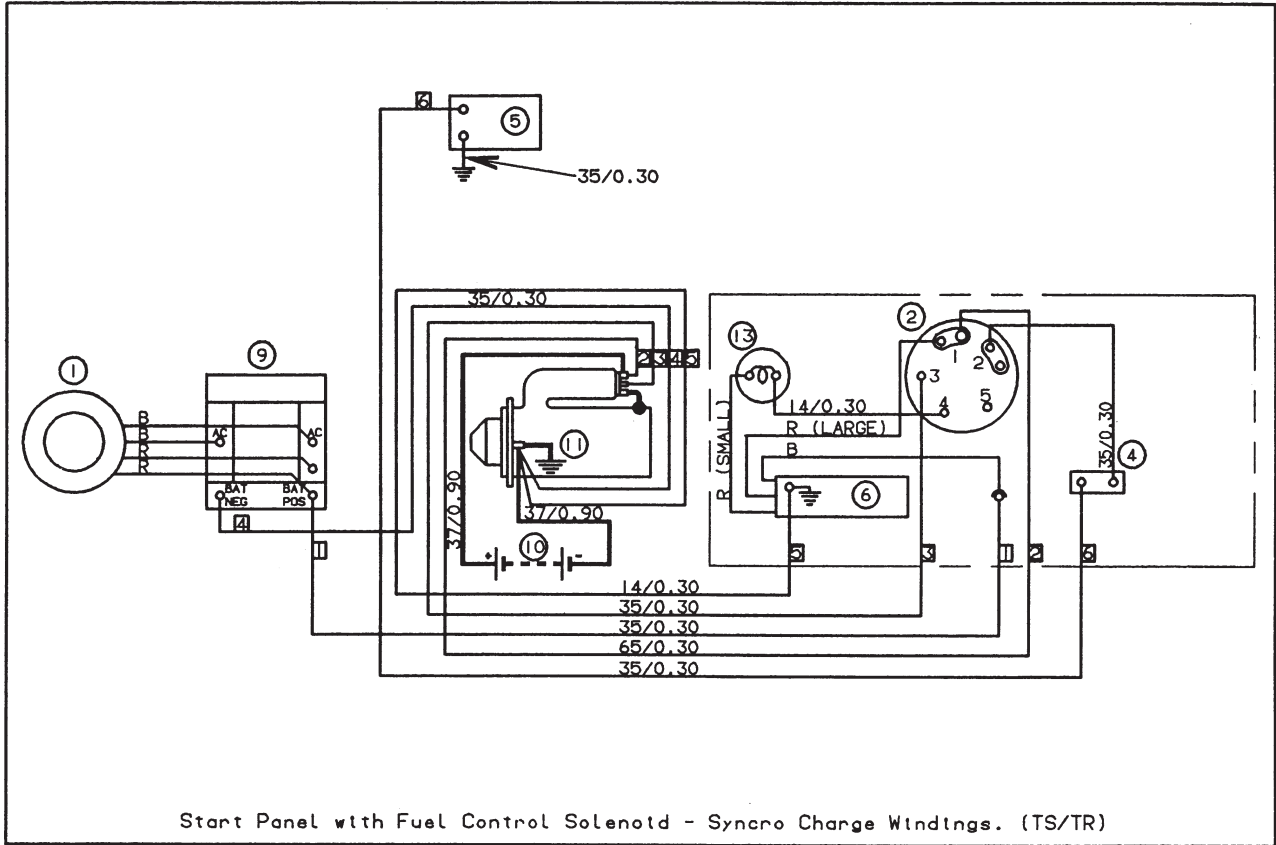 6
5
35/0.30
35/0.30
2
13
1
2
3
5
4
1
9
2 3 4 5
14/0.30
R (LARGE)
B
R (SMALL)
35/0.30
4
B
B
R
R
AC
AC
BAT NEG
BAT POS
11
6
37/0.90
37/0.90
4
1
+
10
-
5
3
1
2
6
14/0.30
35/0.30
35/0.30
65/0.30
35/0.30
Start Panel with Fuel Control Solenoid - Syncro Charge Windings. (TS/TR)